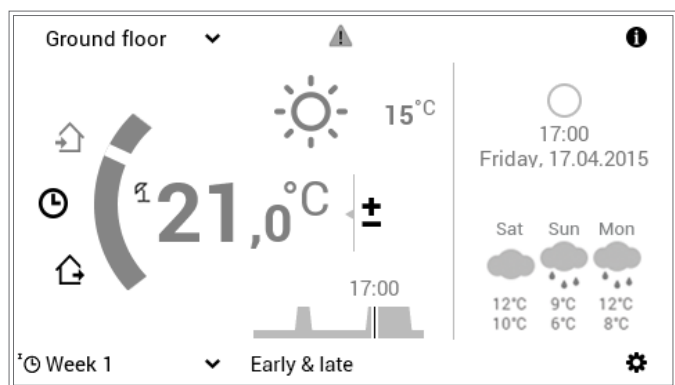 Ground floor
15°C
17:00
Friday, 17.04.2015
21,0°C
±
Sat Sun Mon
12°C 9°C 12°C
10°C 6°C 8°C
17:00
Week 1
Early & late